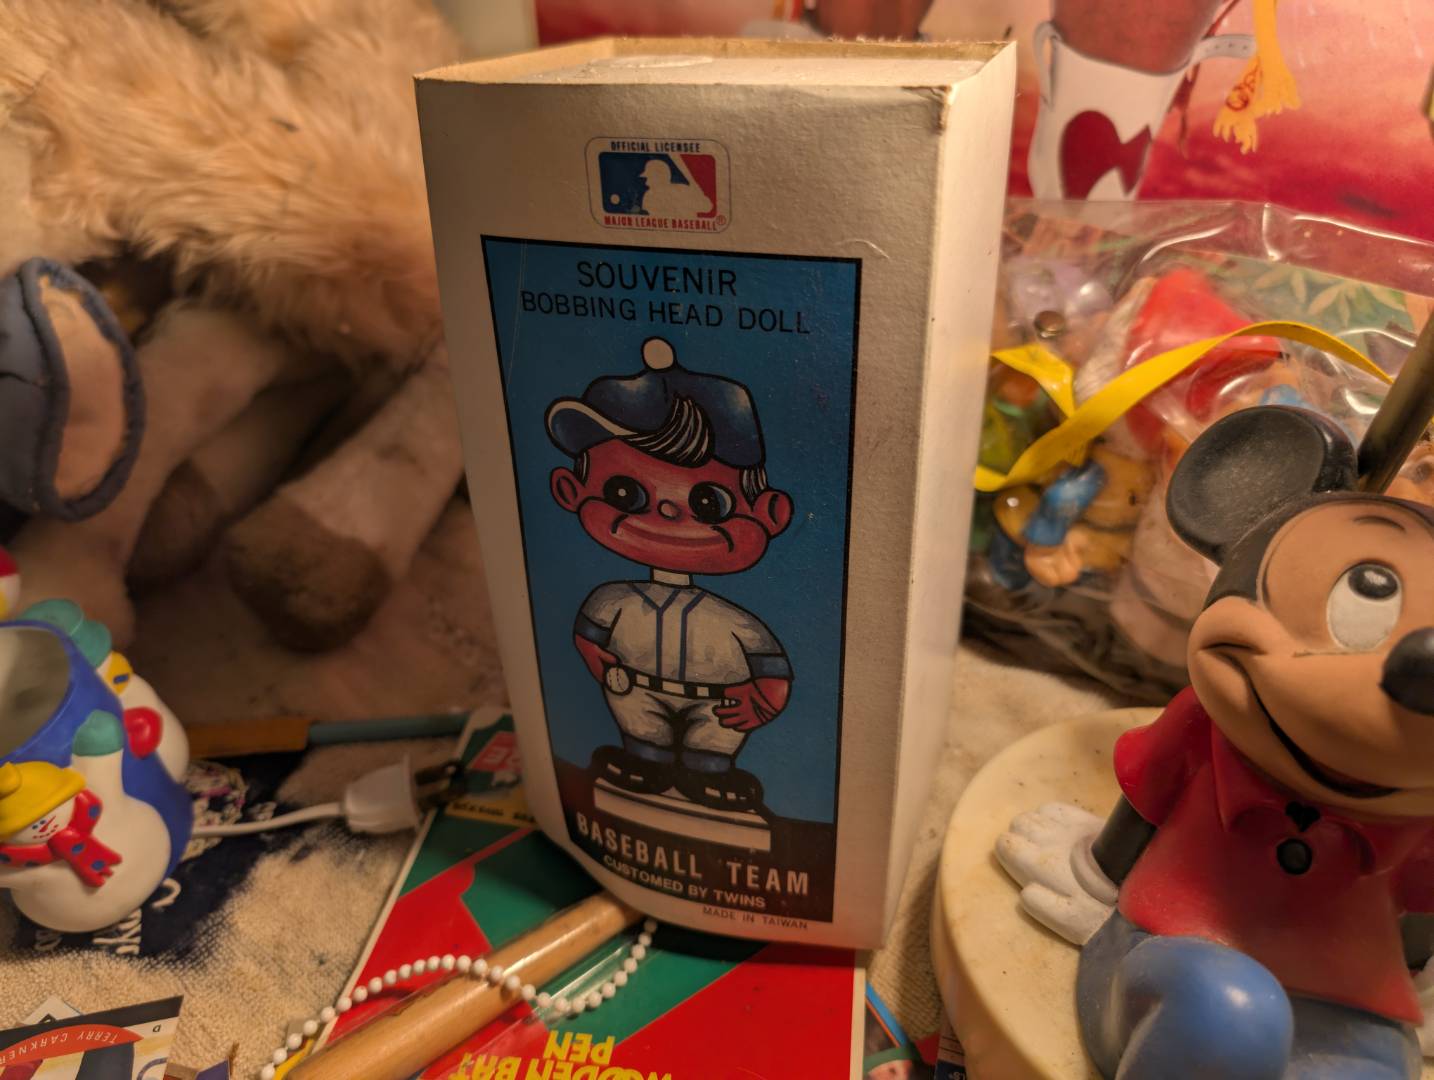 OFFICIAL LICENSEE
MAJOR LEAGUE BASEBALL®
SOUVENIR
BOBBING HEAD DOLL
BASEBALL TEAM
CUSTOMED BY TWINS
MADE IN TAIWAN
WOODEN BAT
PEN
TERRY CARKNER
D